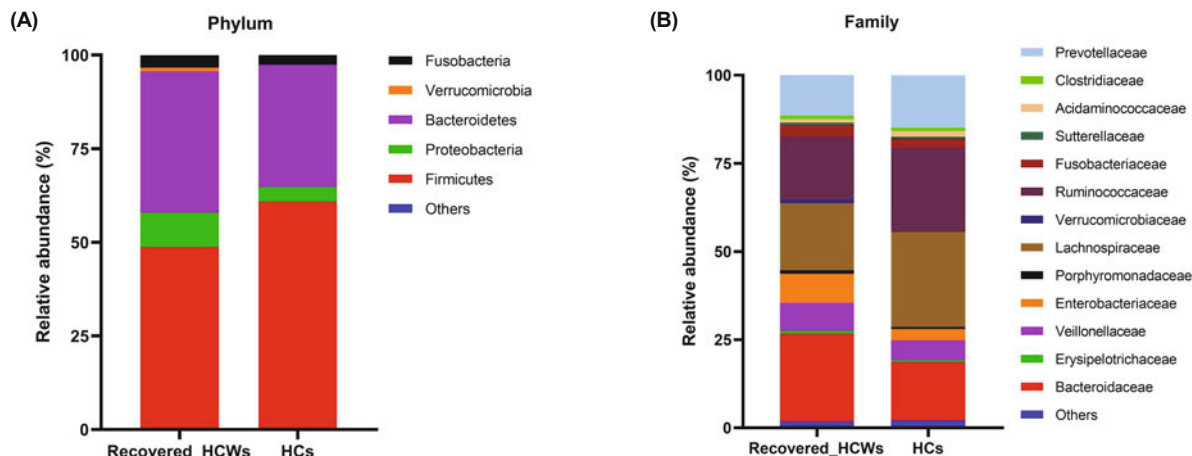 (A)
Phylum
Relative abundance (%)
100
75
50
25
0
Recovered_HCWs
HCs
Fusobacteria
Verrucomicrobia
Bacteroidetes
Proteobacteria
Firmicutes
Others
(B)
Family
Relative abundance (%)
100
75
50
25
0
Recovered_HCWs
HCs
Prevotellaceae
Clostridiaceae
Acidaminococcaceae
Sutterellaceae
Fusobacteriaceae
Ruminococcaceae
Verrucomicrobiaceae
Lachnospiraceae
Porphyromonadaceae
Enterobacteriaceae
Veillonellaceae
Erysipelotrichaceae
Bacteroidaceae
Others